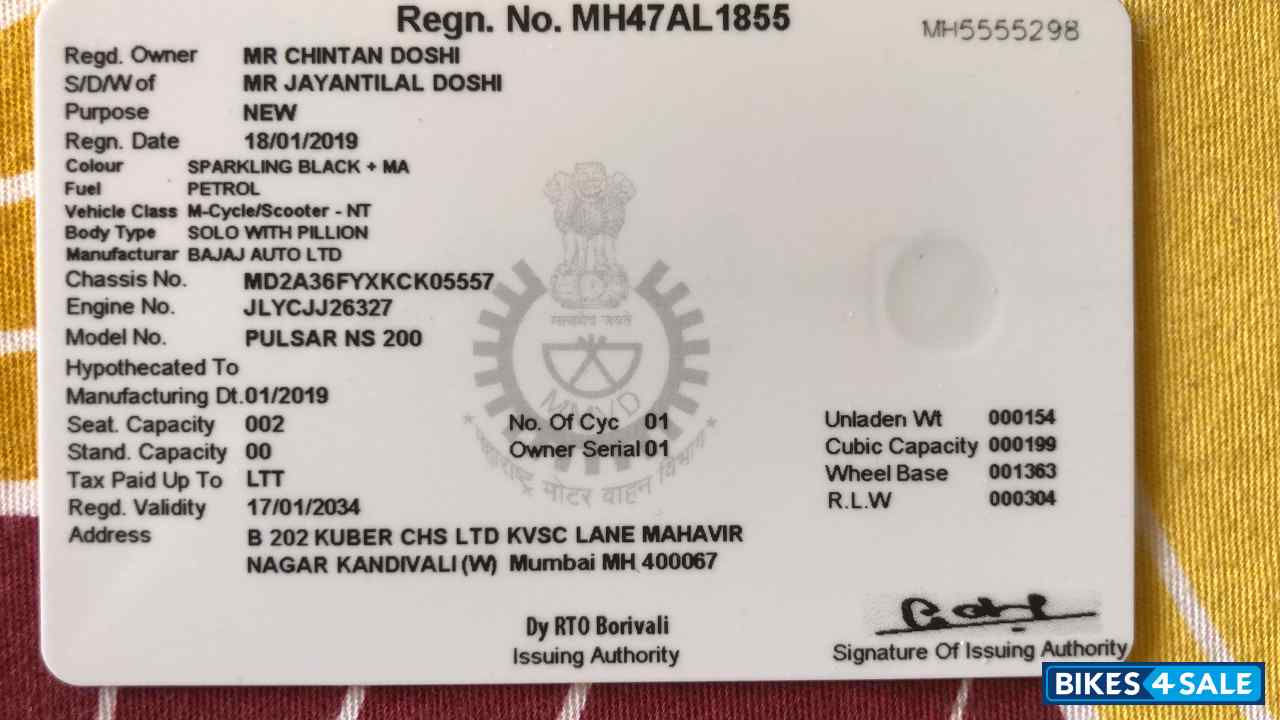 Regn. No. MH47AL1855
MH5555298
Regd. Owner MR CHINTAN DOSHI
S/D/W of MR JAYANTILAL DOSHI
Purpose NEW
Regn. Date 18/01/2019
Colour SPARKLING BLACK + MA
Fuel PETROL
Vehicle Class M-Cycle/Scooter - NT
Body Type SOLO WITH PILLION
Manufacturar BAJAJ AUTO LTD
Chassis No. MD2A36FYXKCK05557
Engine No. JLYCJJ26327
सत्यमेव जयते
Model No. PULSAR NS 200
Hypothecated To
Manufacturing Dt. 01/2019
MMVD
Seat. Capacity 002 No. Of Cyc 01 Unladen Wt 000154
Stand. Capacity 00 Owner Serial 01 Cubic Capacity 000199
महाराष्ट्र मोटर वाहन विभाग
Tax Paid Up To LTT Wheel Base 001363
Regd. Validity 17/01/2034 R.L.W 000304
Address B 202 KUBER CHS LTD KVSC LANE MAHAVIR
NAGAR KANDIVALI (W) Mumbai MH 400067
Dy RTO Borivali
Issuing Authority
Signature Of Issuing Authority
BIKES4SALE